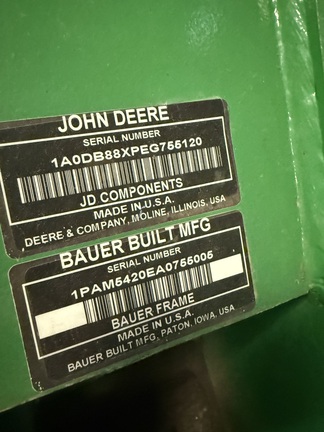 JOHN DEERE
SERIAL NUMBER
1A0DB88XPEG755120
JD COMPONENTS
MADE IN U.S.A.
DEERE & COMPANY, MOLINE, ILLINOIS, USA
BAUER BUILT MFG
SERIAL NUMBER
1PAM5420EA0755005
BAUER FRAME
MADE IN U.S.A.
BAUER BUILT MFG, PATON, IOWA, USA